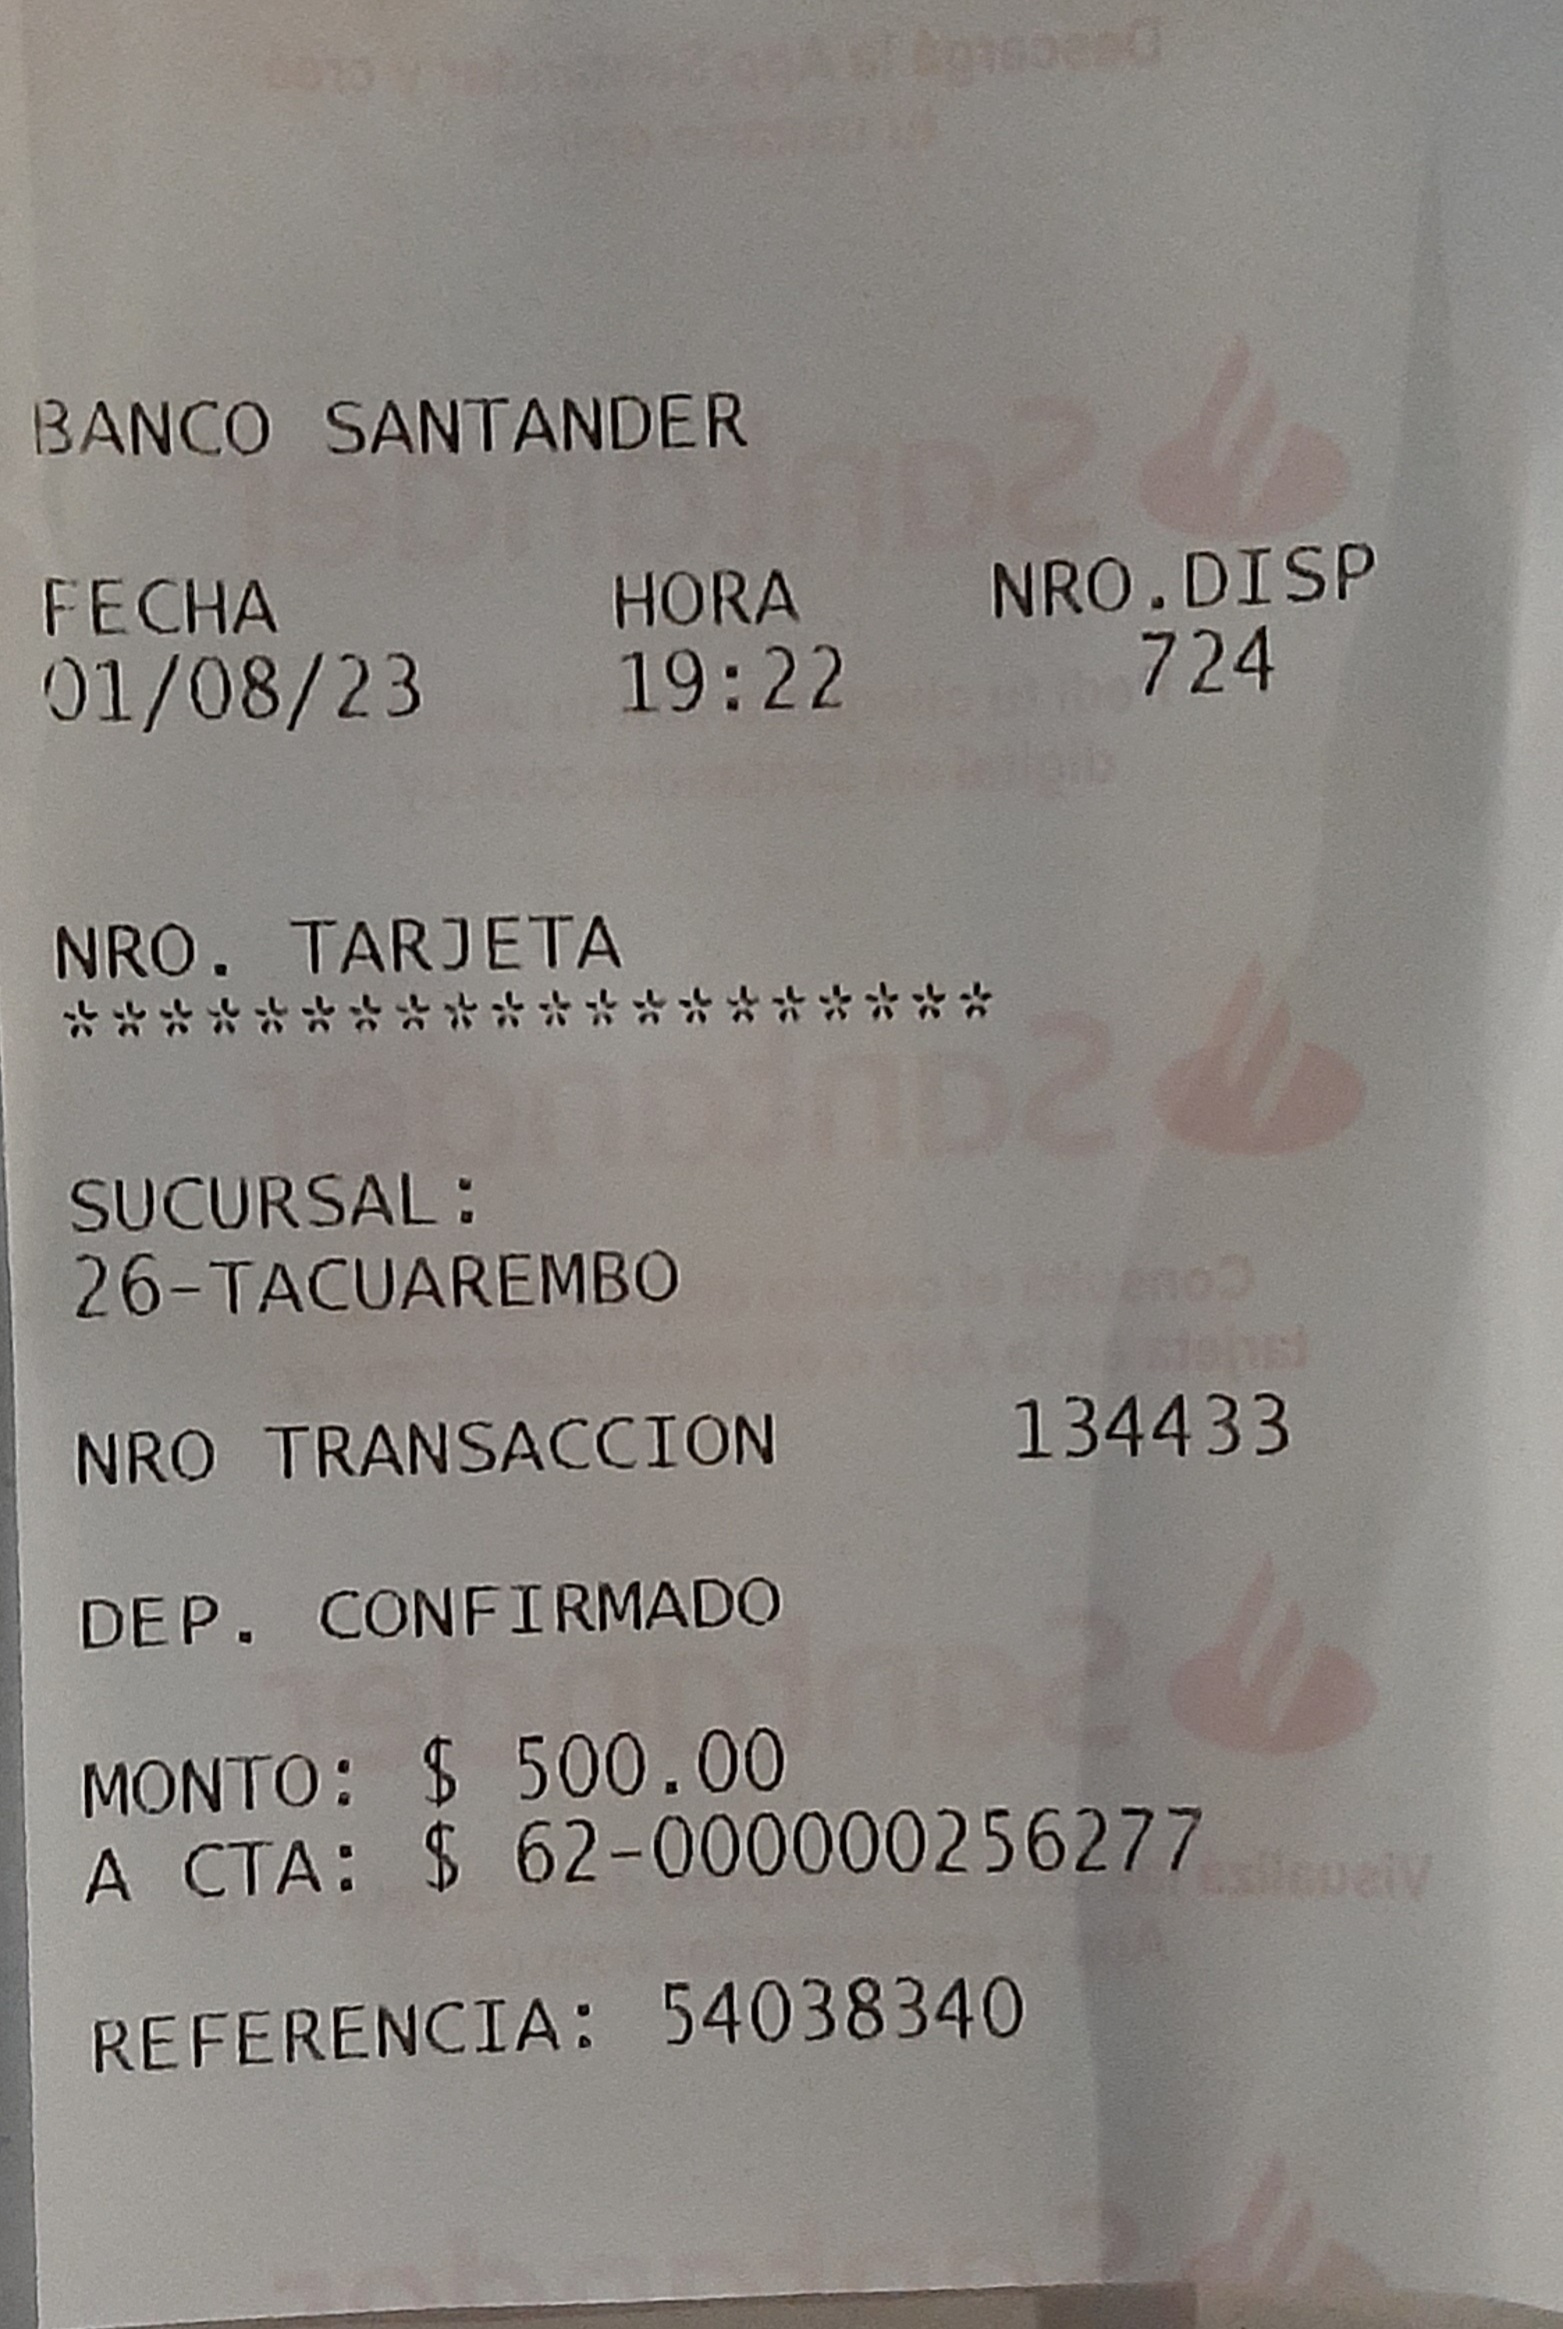 BANCO SANTANDER
FECHA HORA NRO.DISP
01/08/23 19:22 724
NRO. TARJETA
********************
SUCURSAL:
26-TACUAREMBO
NRO TRANSACCION 134433
DEP. CONFIRMADO
MONTO: $ 500.00
A CTA: $ 62-000000256277
REFERENCIA: 54038340